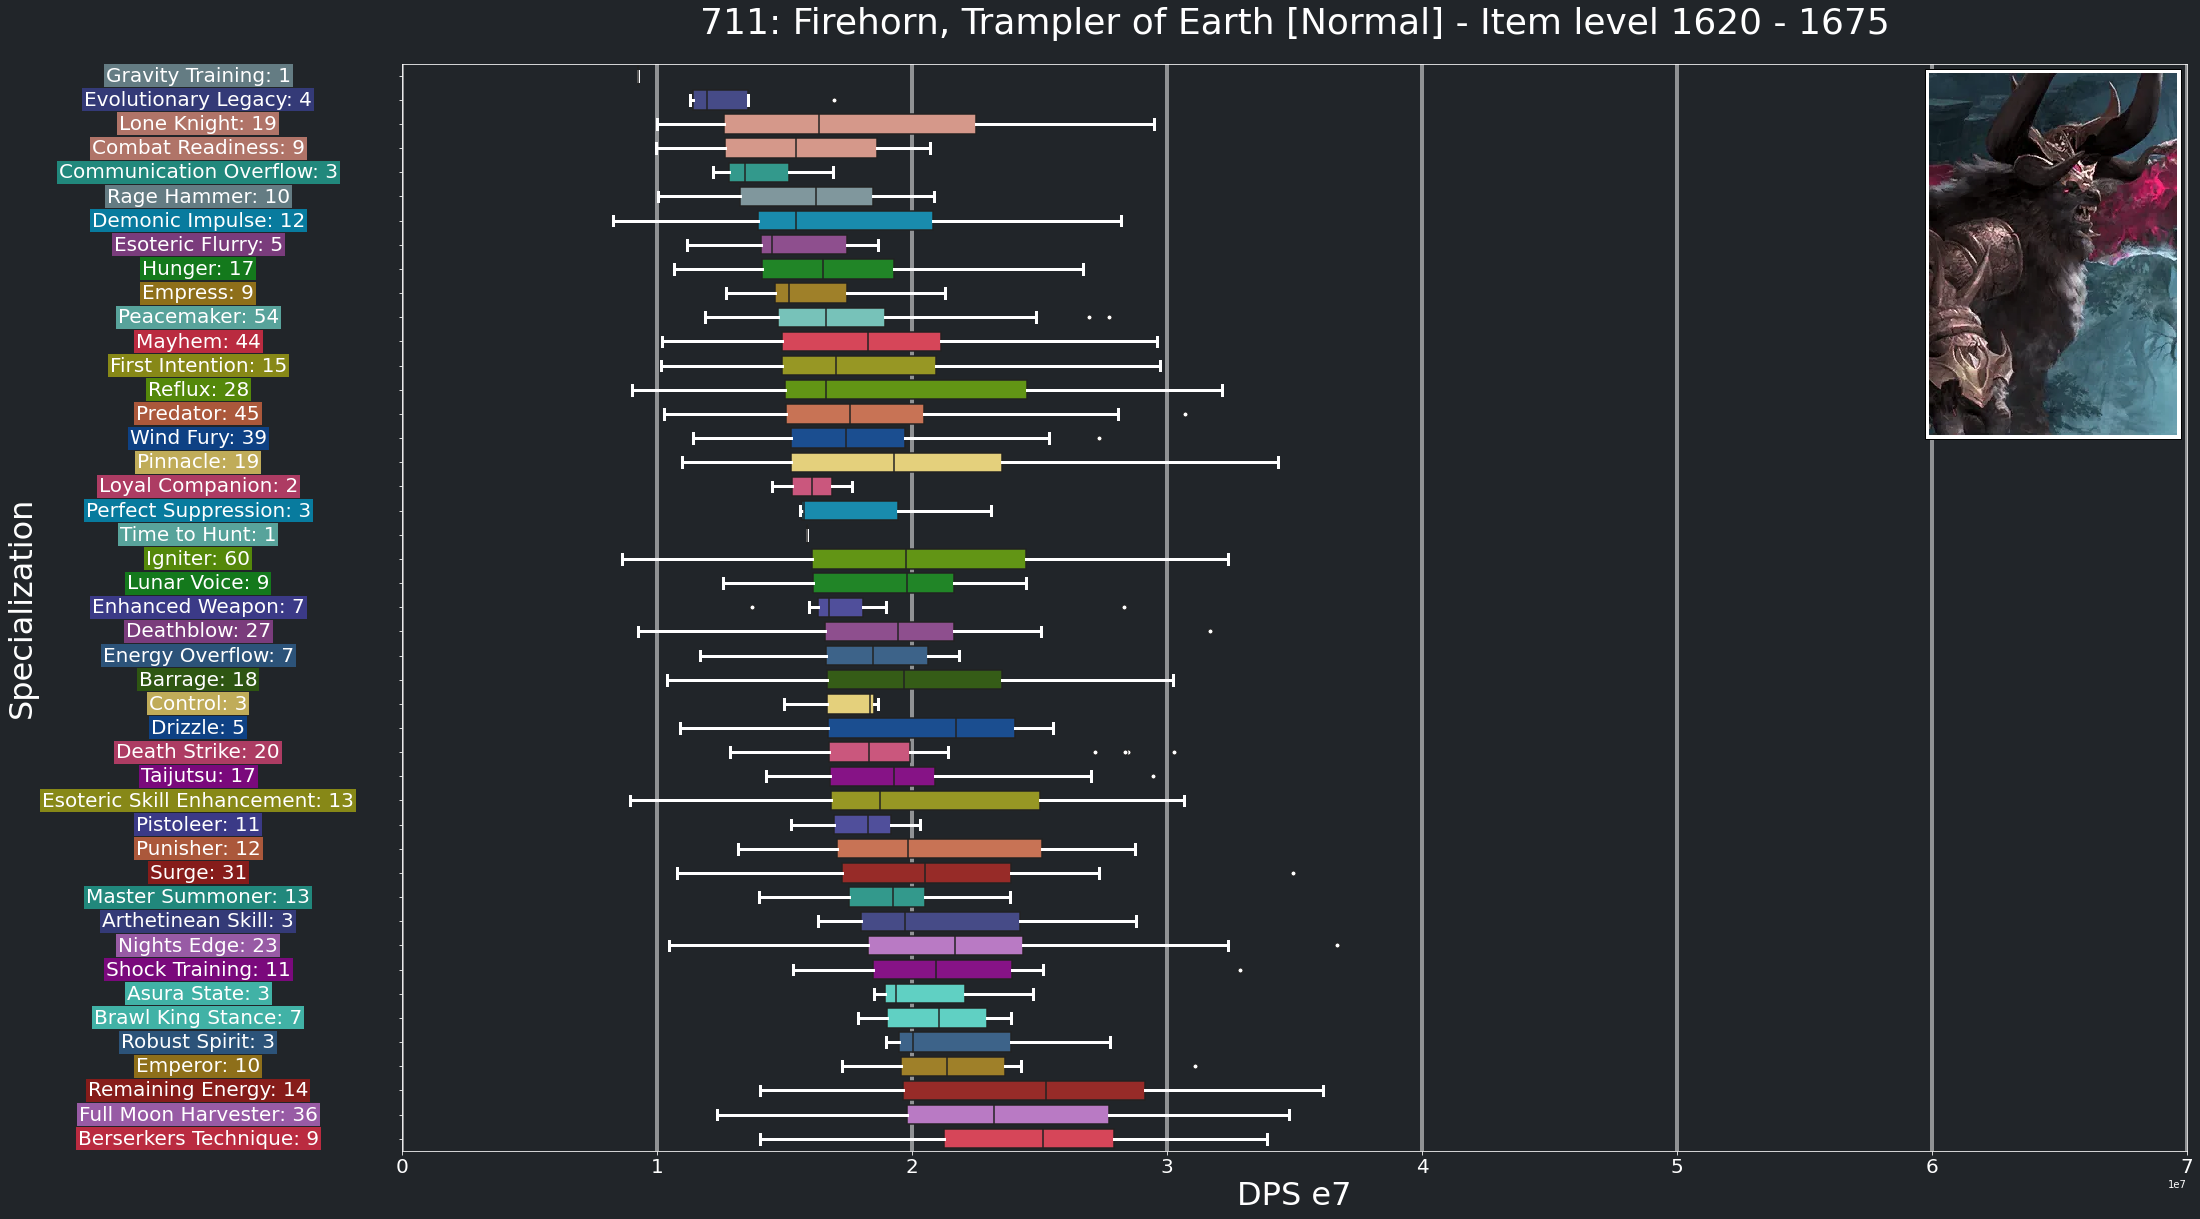 711: Firehorn, Trampler of Earth [Normal] - Item level 1620 - 1675
Specialization
Gravity Training: 1
Evolutionary Legacy: 4
Lone Knight: 19
Combat Readiness: 9
Communication Overflow: 3
Rage Hammer: 10
Demonic Impulse: 12
Esoteric Flurry: 5
Hunger: 17
Empress: 9
Peacemaker: 54
Mayhem: 44
First Intention: 15
Reflux: 28
Predator: 45
Wind Fury: 39
Pinnacle: 19
Loyal Companion: 2
Perfect Suppression: 3
Time to Hunt: 1
Igniter: 60
Lunar Voice: 9
Enhanced Weapon: 7
Deathblow: 27
Energy Overflow: 7
Barrage: 18
Control: 3
Drizzle: 5
Death Strike: 20
Taijutsu: 17
Esoteric Skill Enhancement: 13
Pistoleer: 11
Punisher: 12
Surge: 31
Master Summoner: 13
Arthetinean Skill: 3
Nights Edge: 23
Shock Training: 11
Asura State: 3
Brawl King Stance: 7
Robust Spirit: 3
Emperor: 10
Remaining Energy: 14
Full Moon Harvester: 36
Berserkers Technique: 9
0 1 2 3 4 5 6 7
1e7
DPS e7